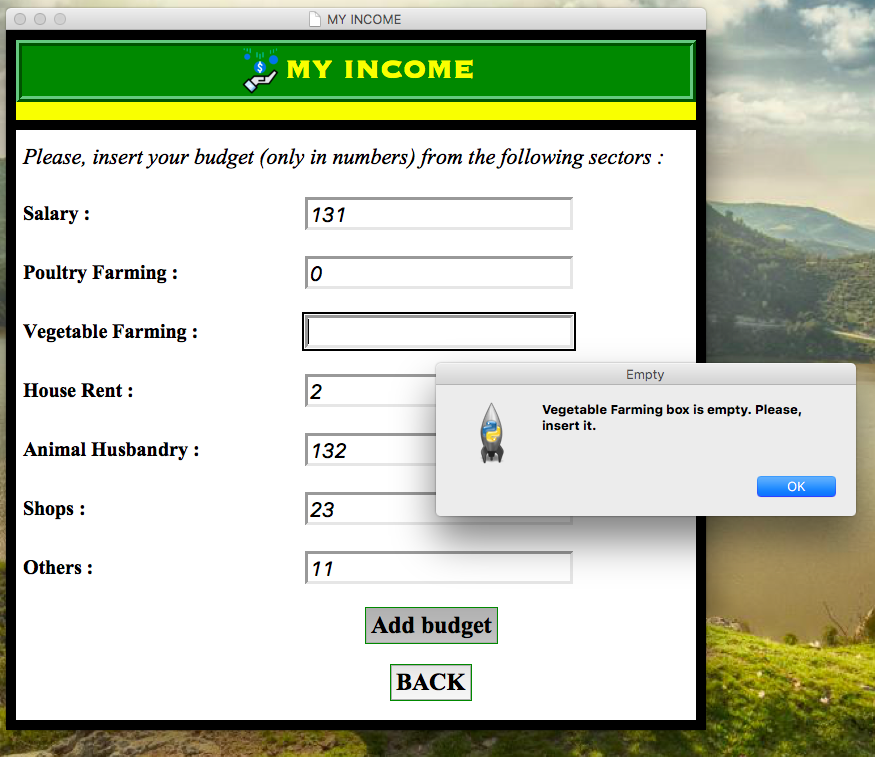 MY INCOME
MY INCOME
Please, insert your budget (only in numbers) from the following sectors :
Salary : 131
Poultry Farming : 0
Vegetable Farming :
House Rent : 2
Animal Husbandry : 132
Shops : 23
Others : 11
Add budget
BACK
Empty
Vegetable Farming box is empty. Please,
insert it.
OK